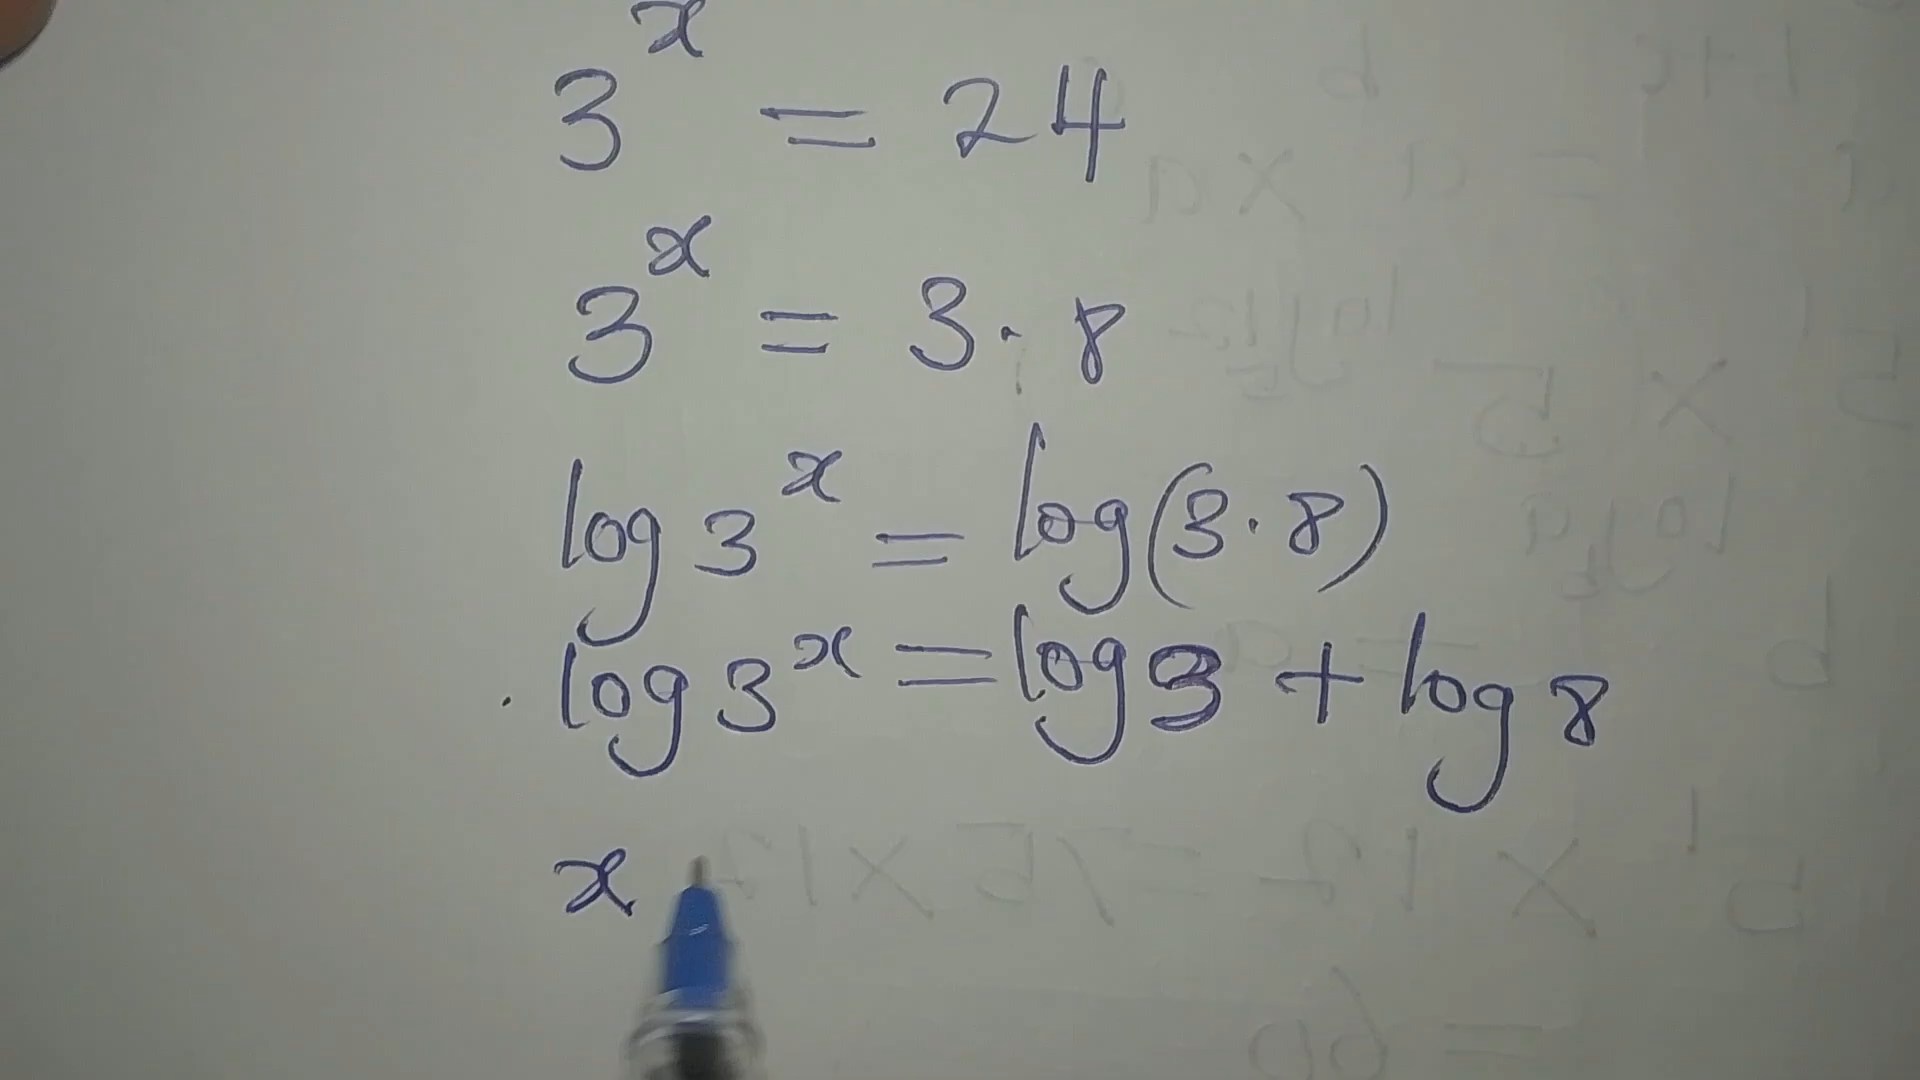 3^x = 24
3^x = 3 · 8
log 3^x = log(3 · 8)
log 3^x = log 3 + log 8
x